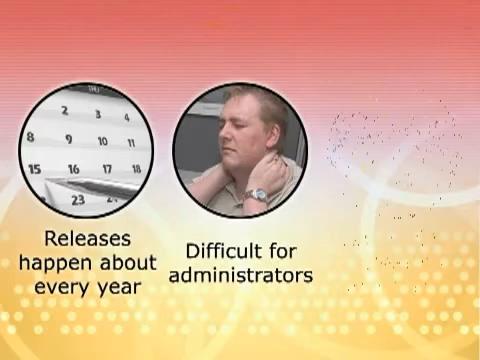 THU
2 3 4
8 9 10 11
15 16 17 18
23
Releases
happen about
every year
Difficult for
administrators